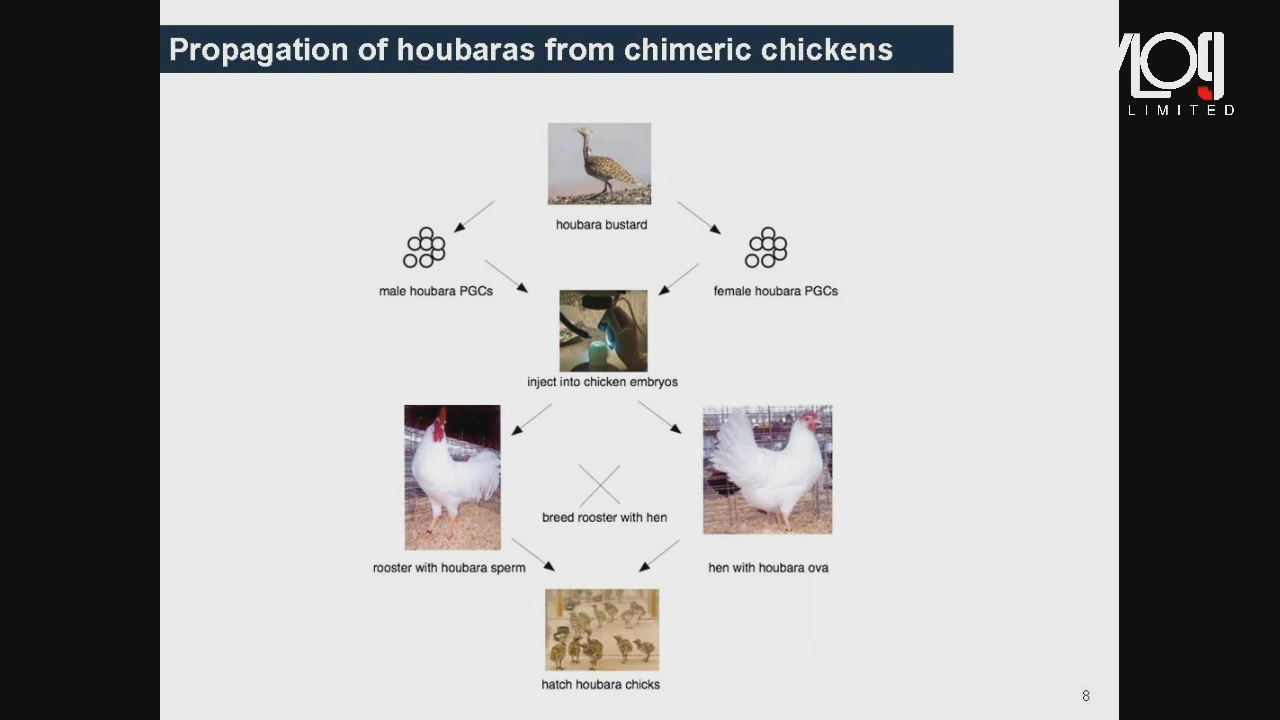 Propagation of houbaras from chimeric chickens
LIMITED
houbara bustard
male houbara PGCs
female houbara PGCs
inject into chicken embryos
breed rooster with hen
rooster with houbara sperm
hen with houbara ova
hatch houbara chicks
8